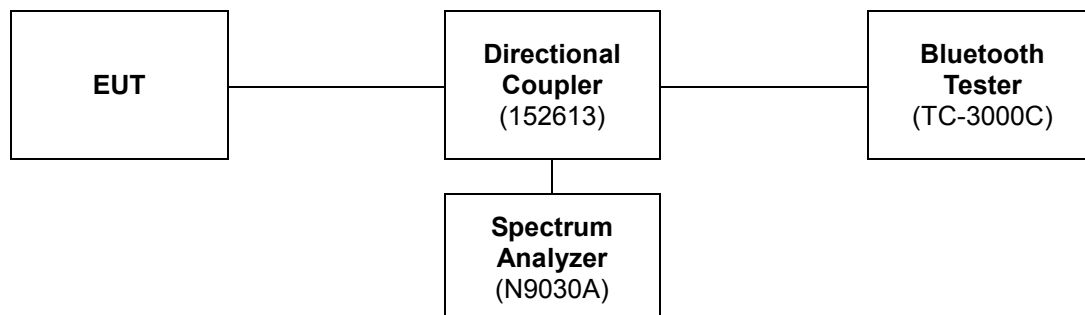 EUT
Directional
Coupler
(152613)
Bluetooth
Tester
(TC-3000C)
Spectrum
Analyzer
(N9030A)